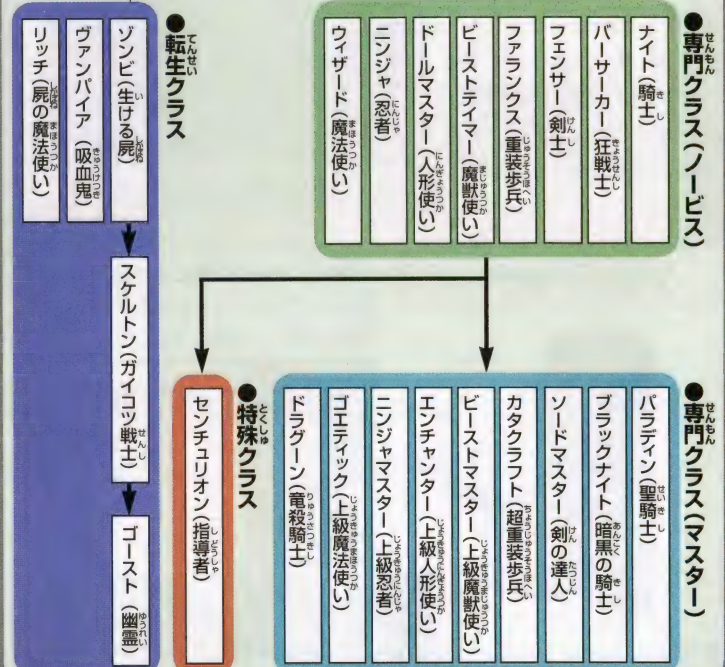 ●専門クラス(ノービス)
ナイト(騎士)
バーサーカー(狂戦士)
フェンサー(剣士)
ファランクス(重装歩兵)
ビーストテイマー(魔獣使い)
ドールマスター(人形使い)
ニンジャ(忍者)
ウィザード(魔法使い)
●専門クラス(マスター)
パラディン(聖騎士)
ブラックナイト(暗黒の騎士)
ソードマスター(剣の達人)
カタクラフト(超重装歩兵)
ビーストマスター(上級魔獣使い)
エンチャンター(上級人形使い)
ニンジャマスター(上級忍者)
ゴエティック(上級魔法使い)
ドラグーン(竜殺騎士)
●特殊クラス
センチュリオン(指導者)
●転生クラス
ゾンビ(生ける屍)
ヴァンパイア(吸血鬼)
リッチ(屍の魔法使い)
スケルトン(ガイコツ戦士)
ゴースト(幽霊)